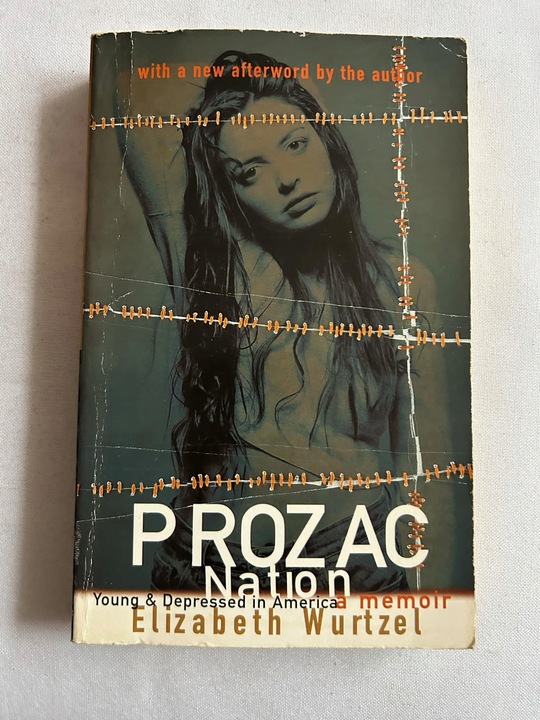 with a new afterword by the author
PROZAC
Nation
Young & Depressed in America a memoir
Elizabeth Wurtzel